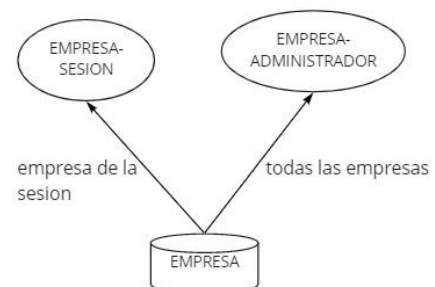 EMPRESA-
SESION
EMPRESA-
ADMINISTRADOR
empresa de la
sesion
todas las empresas
EMPRESA